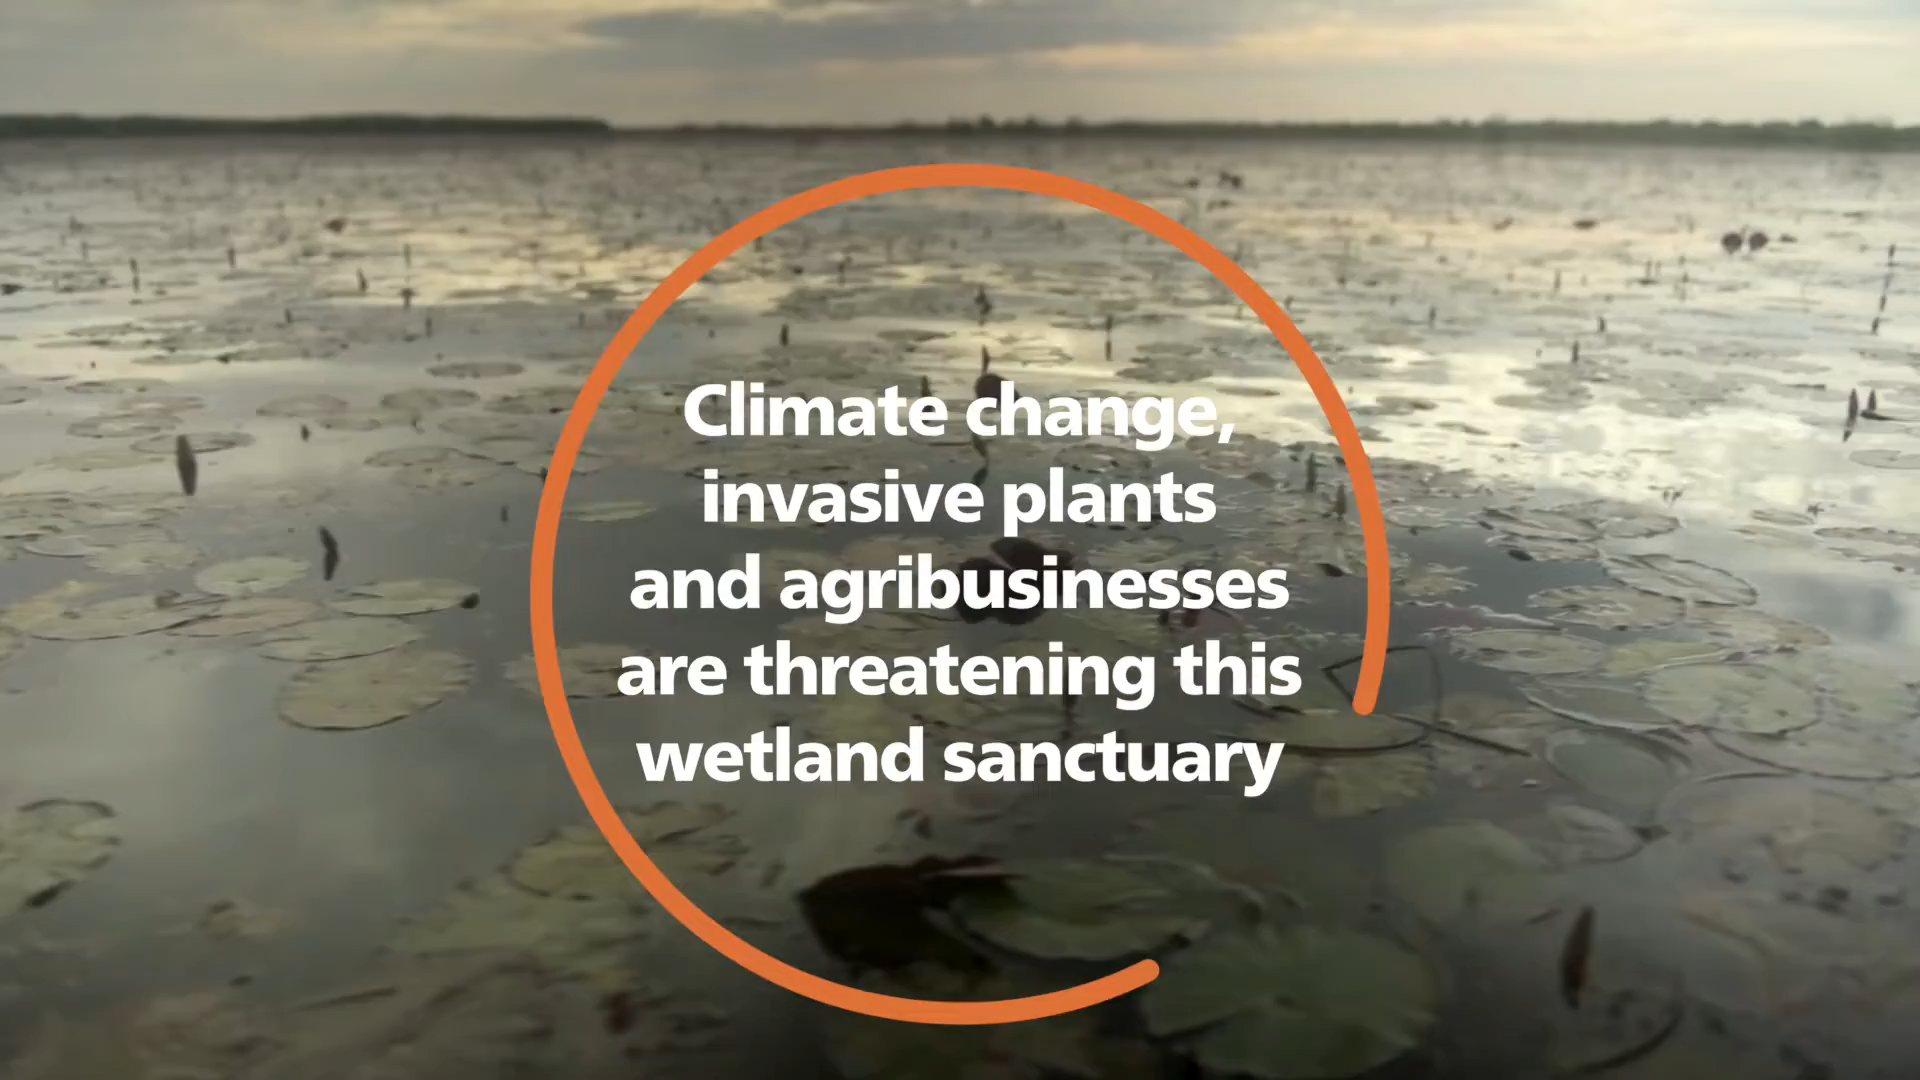 Climate change,
invasive plants
and agribusinesses
are threatening this
wetland sanctuary